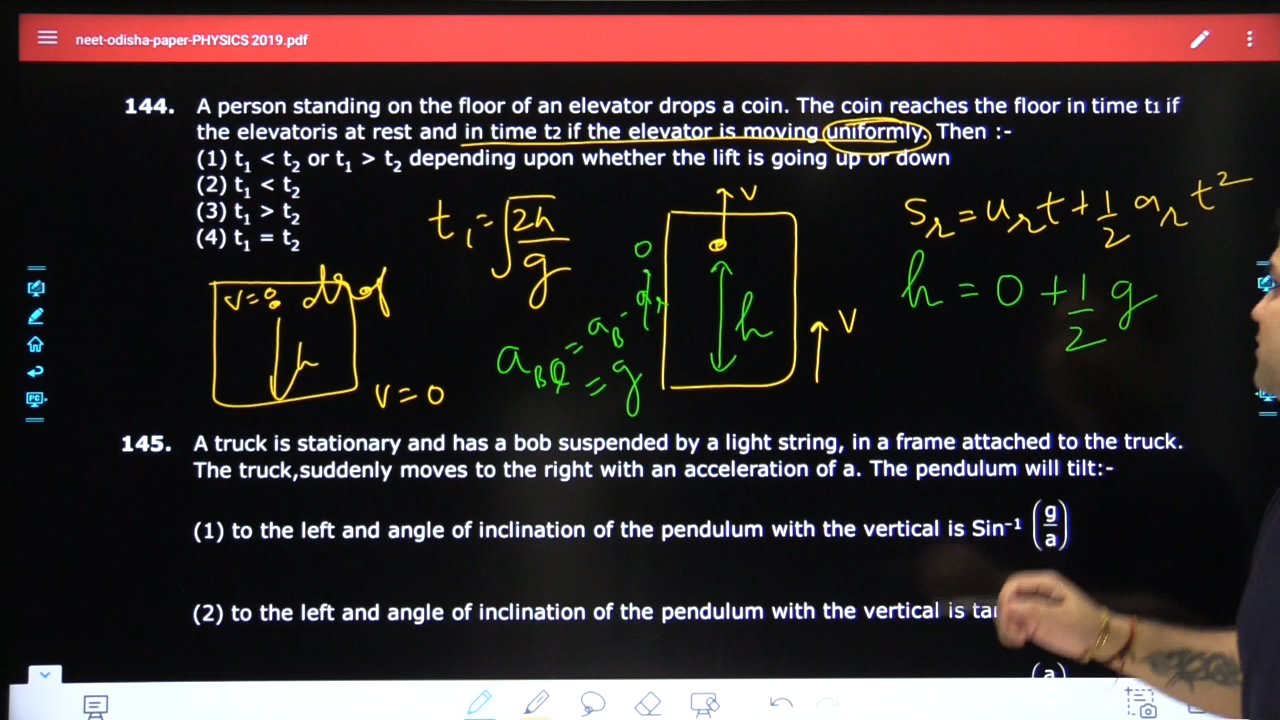 neet-odisha-paper-PHYSICS 2019.pdf
144. A person standing on the floor of an elevator drops a coin. The coin reaches the floor in time t1 if
the elevatoris at rest and in time t2 if the elevator is moving uniformly. Then :-
(1) t₁ < t₂ or t₁ > t₂ depending upon whether the lift is going up or down
(2) t₁ < t₂
(3) t₁ > t₂
(4) t₁ = t₂
t₁ = √(2h/g)
V
Sᵣ = uᵣt + 1/2 aᵣt²
0
h = 0 + 1/2 g
V=0
h
V=0
h
V
= g
145. A truck is stationary and has a bob suspended by a light string, in a frame attached to the truck.
The truck,suddenly moves to the right with an acceleration of a. The pendulum will tilt:-
(1) to the left and angle of inclination of the pendulum with the vertical is Sin⁻¹ (g/a)
(2) to the left and angle of inclination of the pendulum with the vertical is
(a)
PC